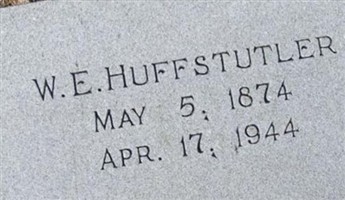 W. E. HUFFSTUTLER
MAY 5, 1874
APR. 17, 1944